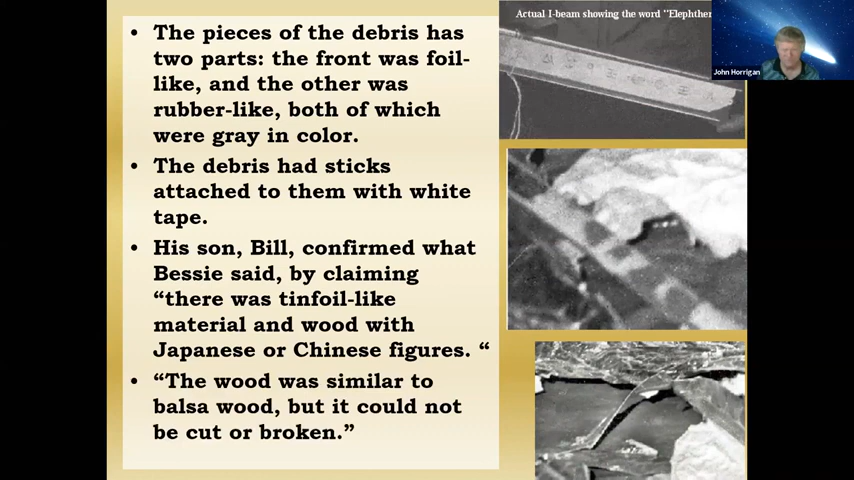 • The pieces of the debris has
two parts: the front was foil-
like, and the other was
rubber-like, both of which
were gray in color.
• The debris had sticks
attached to them with white
tape.
• His son, Bill, confirmed what
Bessie said, by claiming
“there was tinfoil-like
material and wood with
Japanese or Chinese figures. “
• “The wood was similar to
balsa wood, but it could not
be cut or broken.”
Actual I-beam showing the word "Elephther
John Horrigan